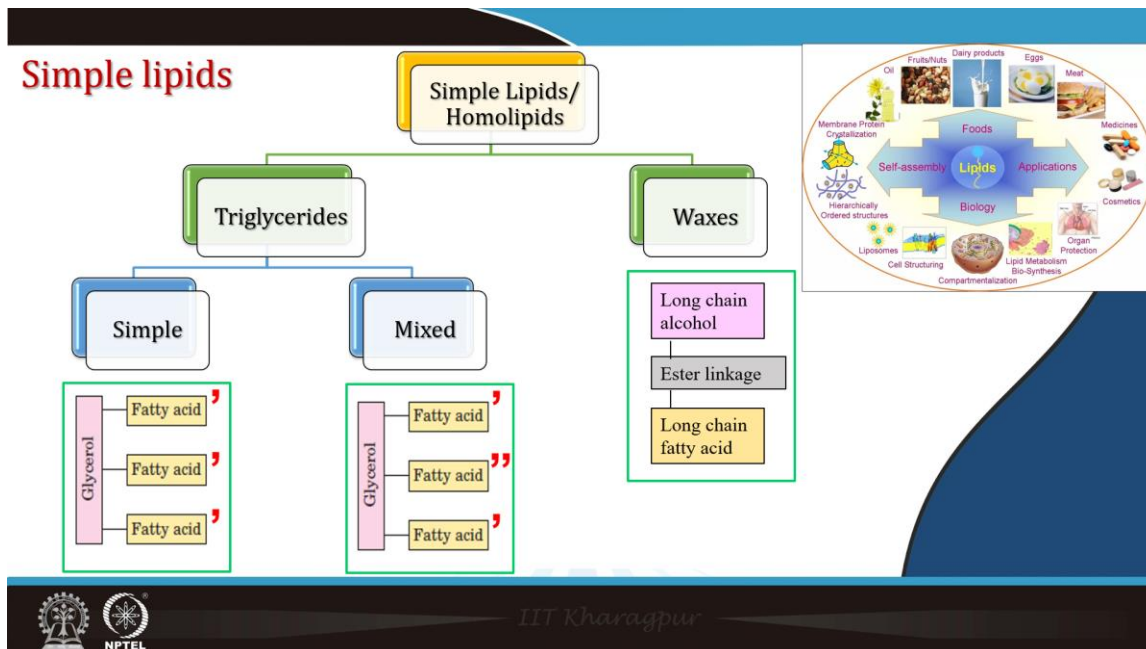 Simple lipids
Simple Lipids/
Homolipids
Triglycerides
Waxes
Simple
Mixed
Glycerol
Fatty acid ’
Fatty acid ’
Fatty acid ’
Glycerol
Fatty acid ’
Fatty acid ”
Fatty acid ’
Long chain
alcohol
Ester linkage
Long chain
fatty acid
Oil
Fruits/Nuts
Dairy products
Eggs
Meat
Membrane Protein
Crystallization
Foods
Medicines
Self-assembly
Lipids
Applications
Cosmetics
Hierarchically
Ordered structures
Biology
Organ
Protection
Liposomes
Cell Structuring
Compartmentalization
Lipid Metabolism
Bio-Synthesis
IIT Kharagpur
NPTEL